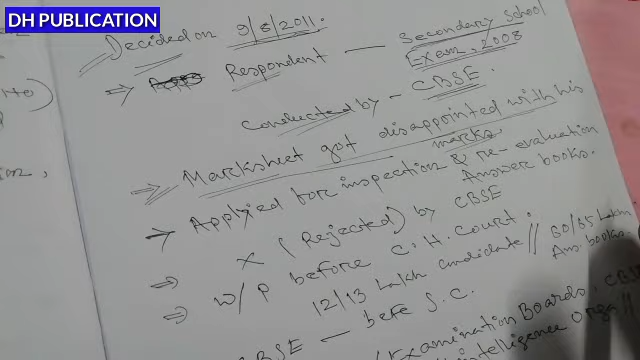 DH PUBLICATION
Decided on 9/8/2011.
⇒ Respondent — Secondary School
Exam, 2008
Conducted by - CBSE.
⇒ Marksheet got disappointed with his
marks.
→ Applied for inspection & re-evaluation
Answer books.
⇒ X (Rejected) by CBSE
⇒ W/P before C.H. Court.
12/13 Lakh candidate // 60/65 Lakh
Ans. books.
CBSE — befe S.C.
Examination Boards, CBSE
intelligence Orgs //